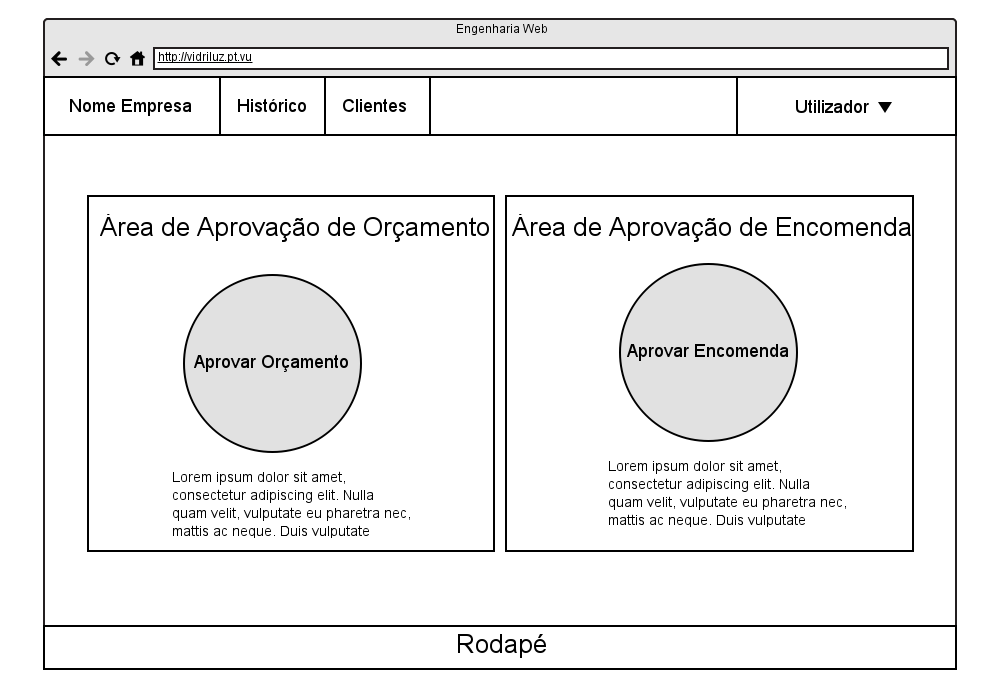 Engenharia Web
http://vidriluz.pt.vu
Nome Empresa
Histórico
Clientes
Utilizador ▼
Área de Aprovação de Orçamento
Aprovar Orçamento
Lorem ipsum dolor sit amet,
consectetur adipiscing elit. Nulla
quam velit, vulputate eu pharetra nec,
mattis ac neque. Duis vulputate
Área de Aprovação de Encomenda
Aprovar Encomenda
Lorem ipsum dolor sit amet,
consectetur adipiscing elit. Nulla
quam velit, vulputate eu pharetra nec,
mattis ac neque. Duis vulputate
Rodapé